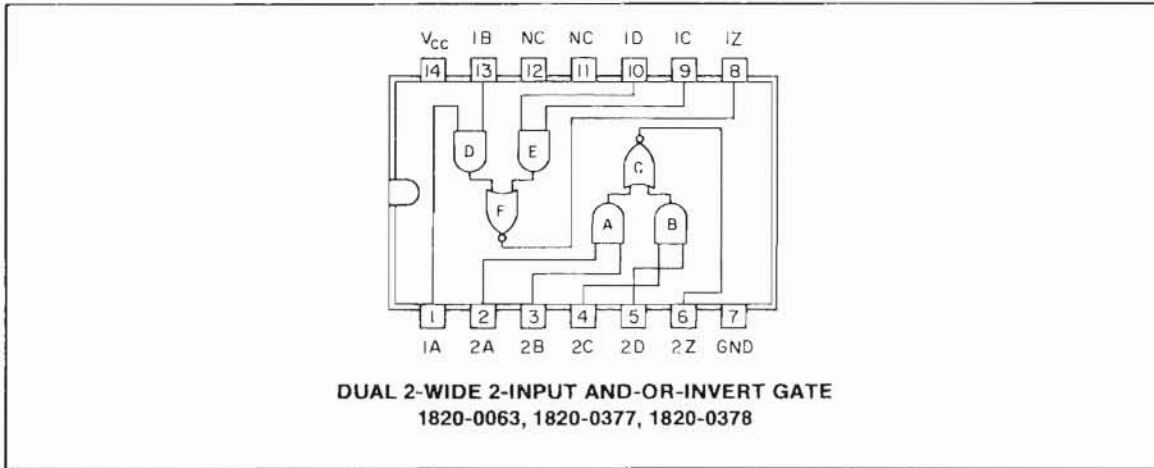 VCC 1B NC NC 1D 1C 1Z
14 13 12 11 10 9 8
D E C
F A B
1 2 3 4 5 6 7
1A 2A 2B 2C 2D 2Z GND
DUAL 2-WIDE 2-INPUT AND-OR-INVERT GATE
1820-0063, 1820-0377, 1820-0378